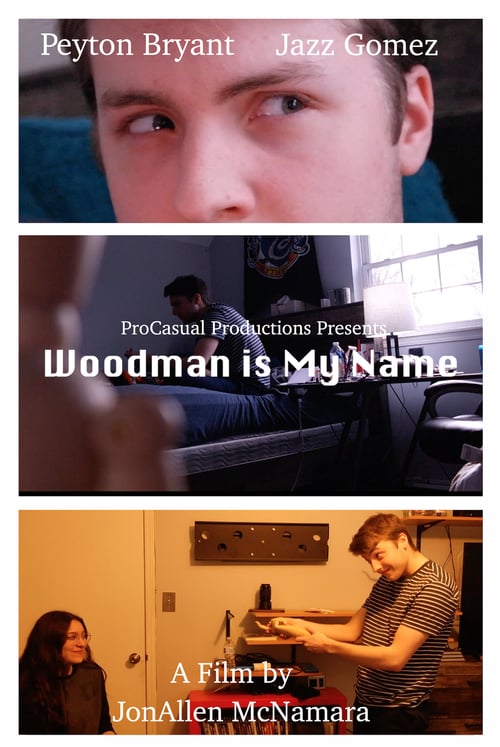 Peyton Bryant Jazz Gomez
ProCasual Productions Presents
Woodman is My Name
A Film by
JonAllen McNamara